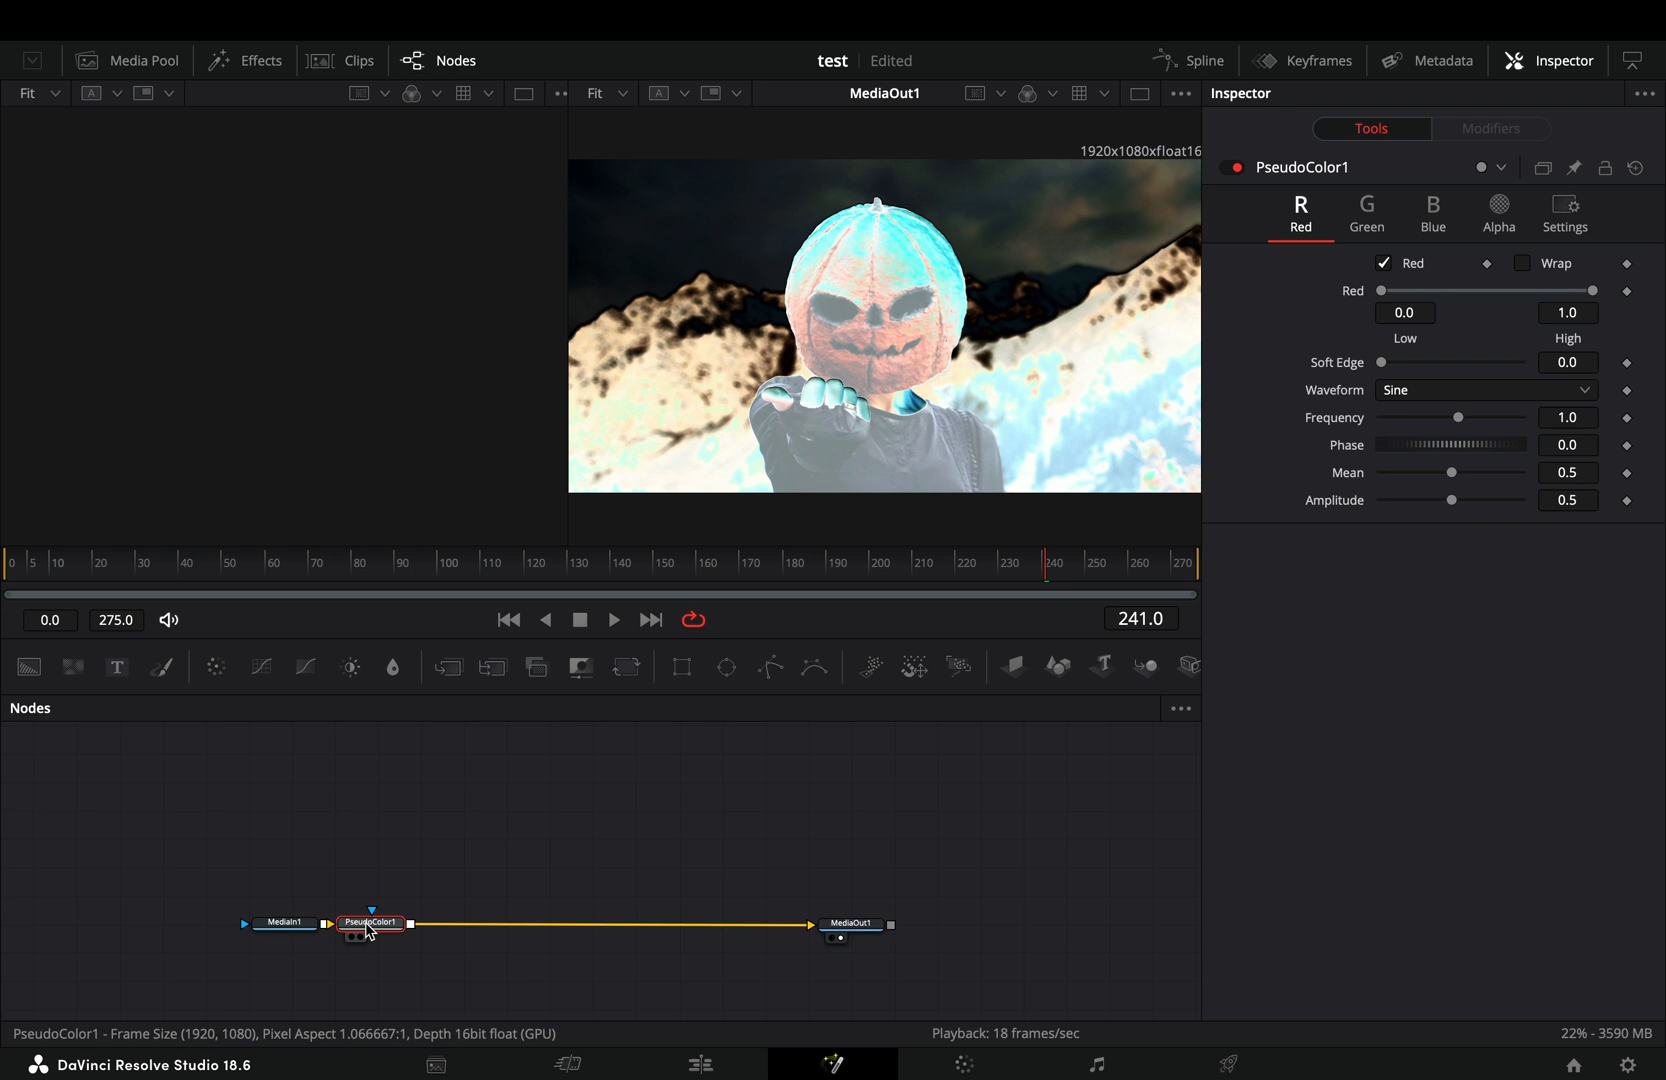 Media Pool
Effects
Clips
Nodes
test
Edited
Spline
Keyframes
Metadata
Inspector
Fit
A
Fit
A
MediaOut1
Inspector
1920x1080xfloat16
Tools
Modifiers
PseudoColor1
R
G
B
Red
Green
Blue
Alpha
Settings
Red
Wrap
Red
0.0
1.0
Low
High
Soft Edge
0.0
Waveform
Sine
Frequency
1.0
Phase
0.0
Mean
0.5
Amplitude
0.5
0 5 10 20 30 40 50 60 70 80 90 100 110 120 130 140 150 160 170 180 190 200 210 220 230 240 250 260 270
0.0
275.0
241.0
T
T
Nodes
MediaIn1
PseudoColor1
MediaOut1
PseudoColor1 - Frame Size (1920, 1080), Pixel Aspect 1.066667:1, Depth 16bit float (GPU)
Playback: 18 frames/sec
22% - 3590 MB
DaVinci Resolve Studio 18.6